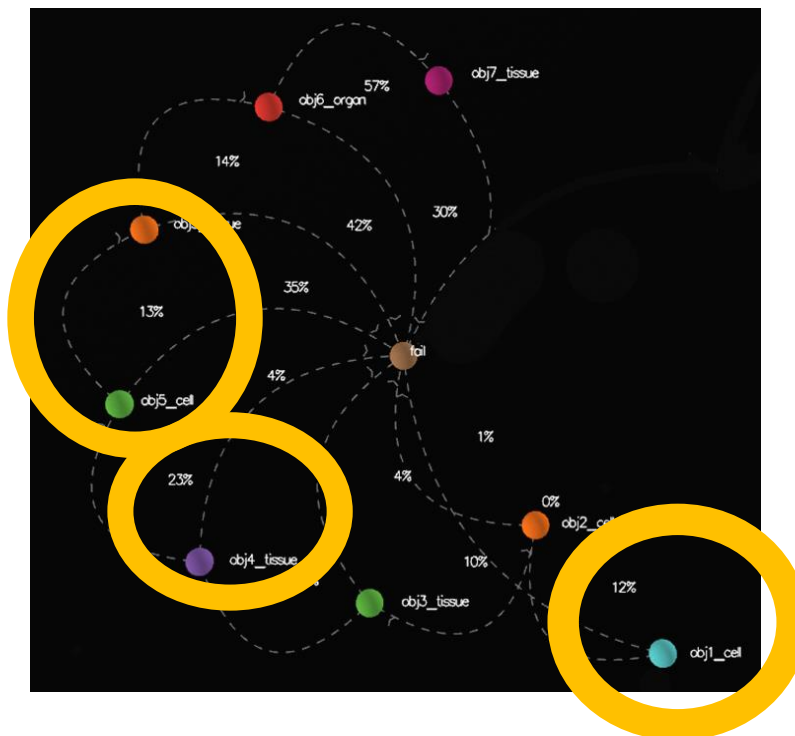 57%
obj7_tissue
obj6_organ
14%
30%
42%
35%
13%
fail
4%
obj5_cell
1%
23%
4%
0%
obj4_tissue
10%
12%
obj3_tissue
obj1_cell